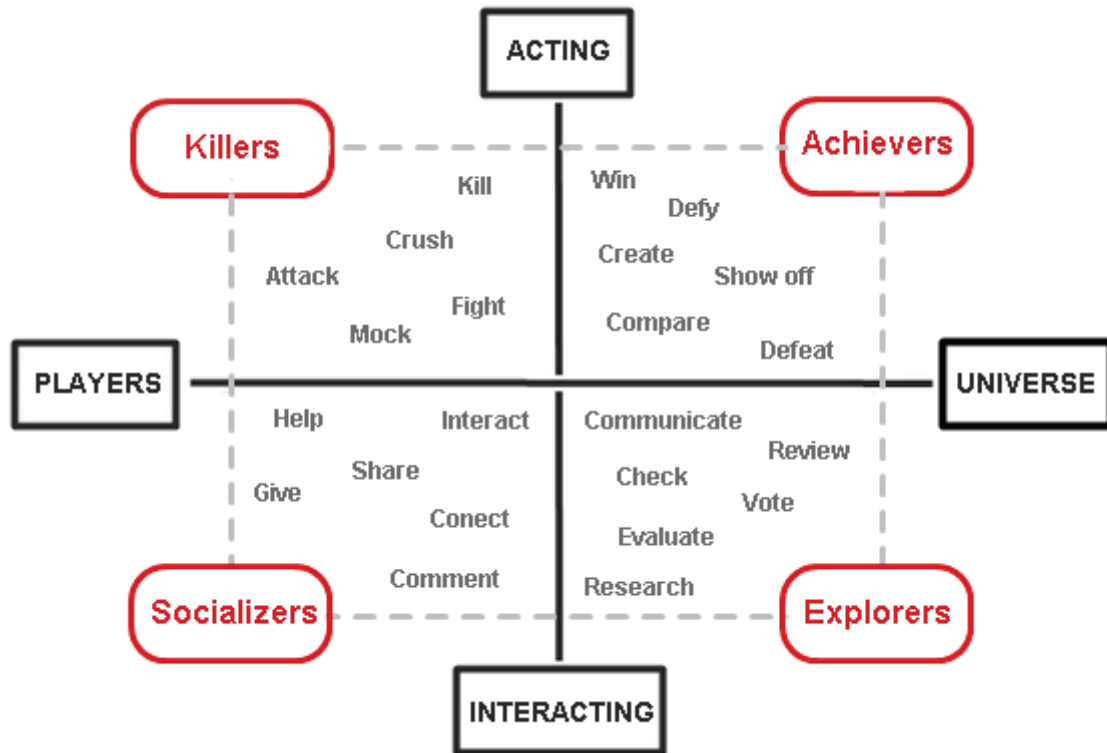 ACTING
Killers
Achievers
Kill
Win
Defy
Crush
Create
Attack
Show off
Fight
Compare
Mock
Defeat
PLAYERS
UNIVERSE
Help
Interact
Communicate
Review
Share
Check
Give
Vote
Conect
Evaluate
Comment
Research
Socializers
Explorers
INTERACTING